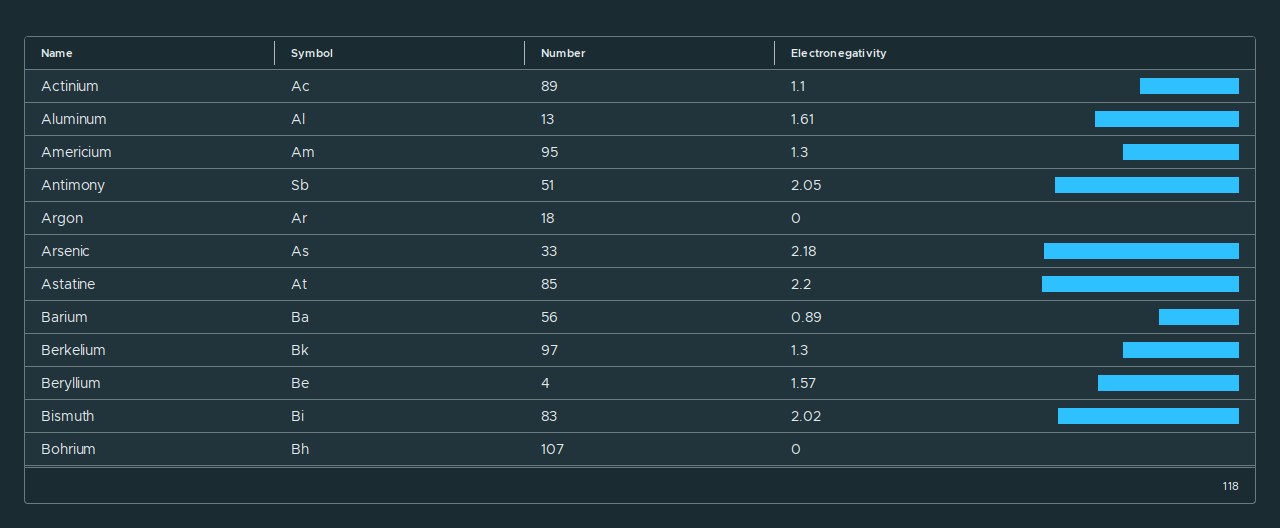 Name Symbol Number Electronegativity
Actinium Ac 89 1.1
Aluminum Al 13 1.61
Americium Am 95 1.3
Antimony Sb 51 2.05
Argon Ar 18 0
Arsenic As 33 2.18
Astatine At 85 2.2
Barium Ba 56 0.89
Berkelium Bk 97 1.3
Beryllium Be 4 1.57
Bismuth Bi 83 2.02
Bohrium Bh 107 0
118